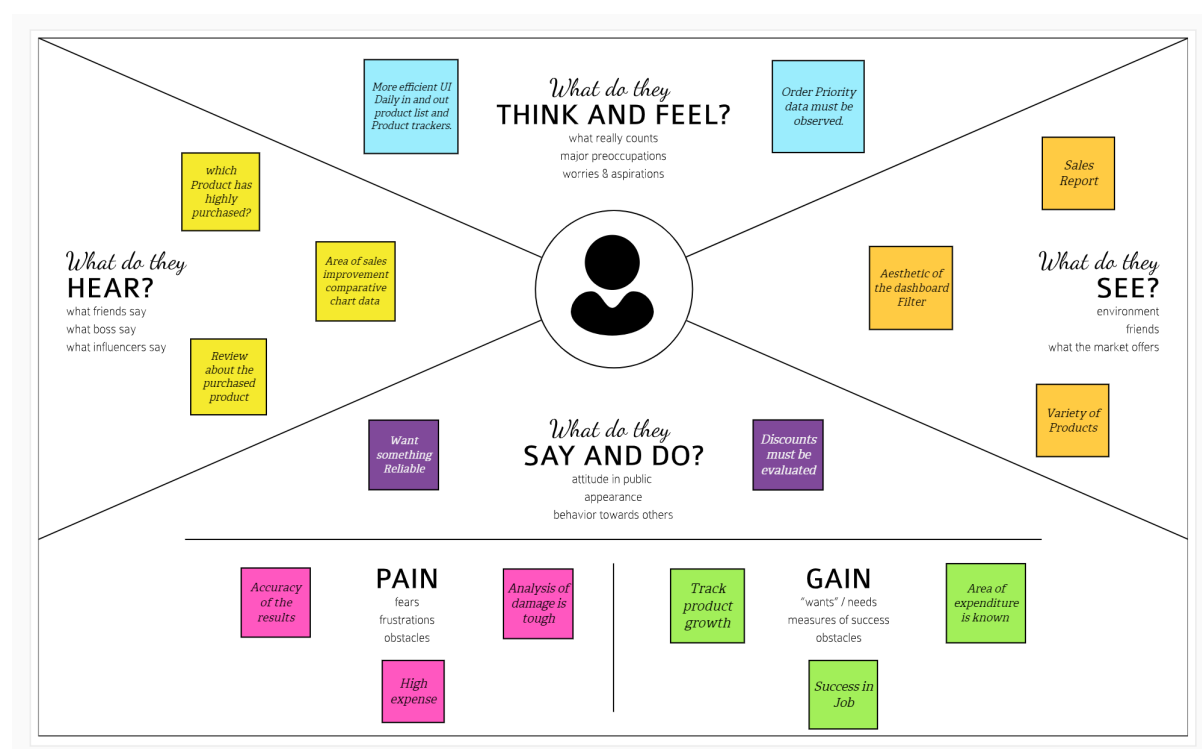 More efficient UI
Daily in and out
product list and
Product trackers.
What do they
THINK AND FEEL?
what really counts
major preoccupations
worries & aspirations
Order Priority
data must be
observed.
which
Product has
highly
purchased?
What do they
HEAR?
what friends say
what boss say
what influencers say
Area of sales
improvement
comparative
chart data
Review
about the
purchased
product
Sales
Report
Aesthetic of
the dashboard
Filter
What do they
SEE?
environment
friends
what the market offers
Variety of
Products
Want
something
Reliable
What do they
SAY AND DO?
attitude in public
appearance
behavior towards others
Discounts
must be
evaluated
Accuracy
of the
results
PAIN
fears
frustrations
obstacles
Analysis of
damage is
tough
High
expense
Track
product
growth
GAIN
"wants" / needs
measures of success
obstacles
Area of
expenditure
is known
Success in
Job